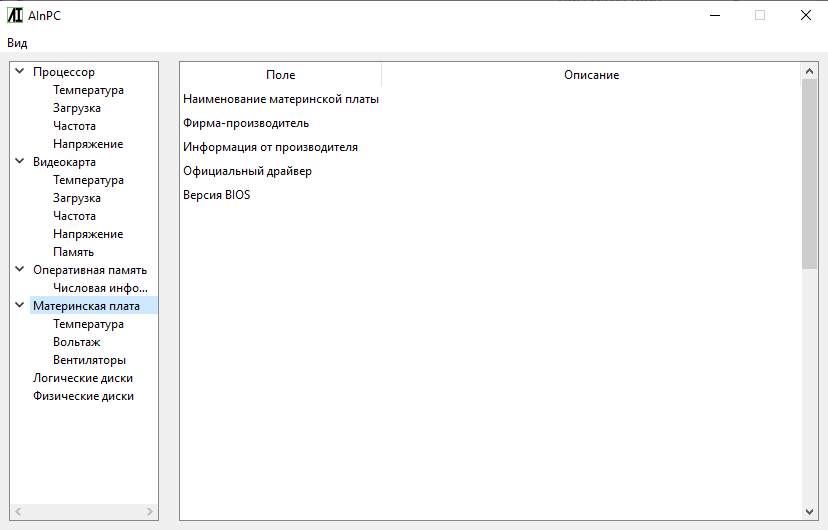 AInPC
Вид
Процессор
Температура
Загрузка
Частота
Напряжение
Видеокарта
Температура
Загрузка
Частота
Напряжение
Память
Оперативная память
Числовая инфо...
Материнская плата
Температура
Вольтаж
Вентиляторы
Логические диски
Физические диски
Поле Описание
Наименование материнской платы
Фирма-производитель
Информация от производителя
Официальный драйвер
Версия BIOS